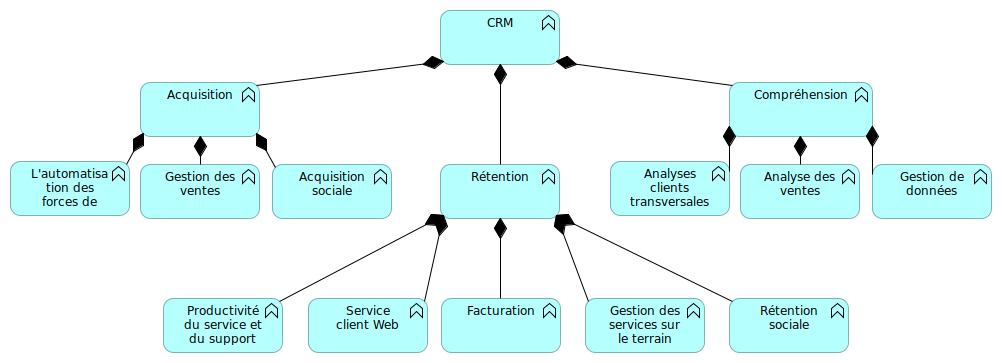 CRM
Acquisition
Compréhension
L'automatisa
tion des
forces de
Gestion des
ventes
Acquisition
sociale
Rétention
Analyses
clients
transversales
Analyse des
ventes
Gestion de
données
Productivité
du service et
du support
Service
client Web
Facturation
Gestion des
services sur
le terrain
Rétention
sociale